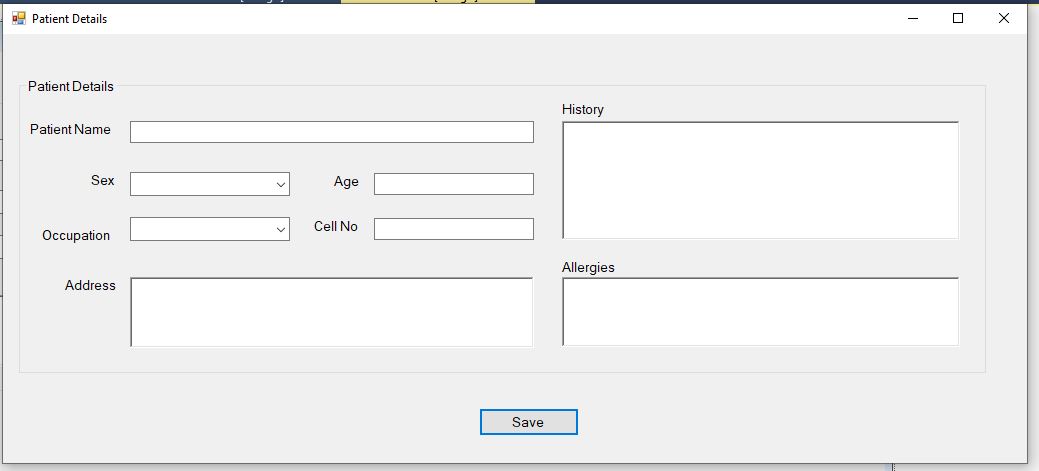 Patient Details
Patient Details
Patient Name
Sex
Age
Occupation
Cell No
Address
History
Allergies
Save